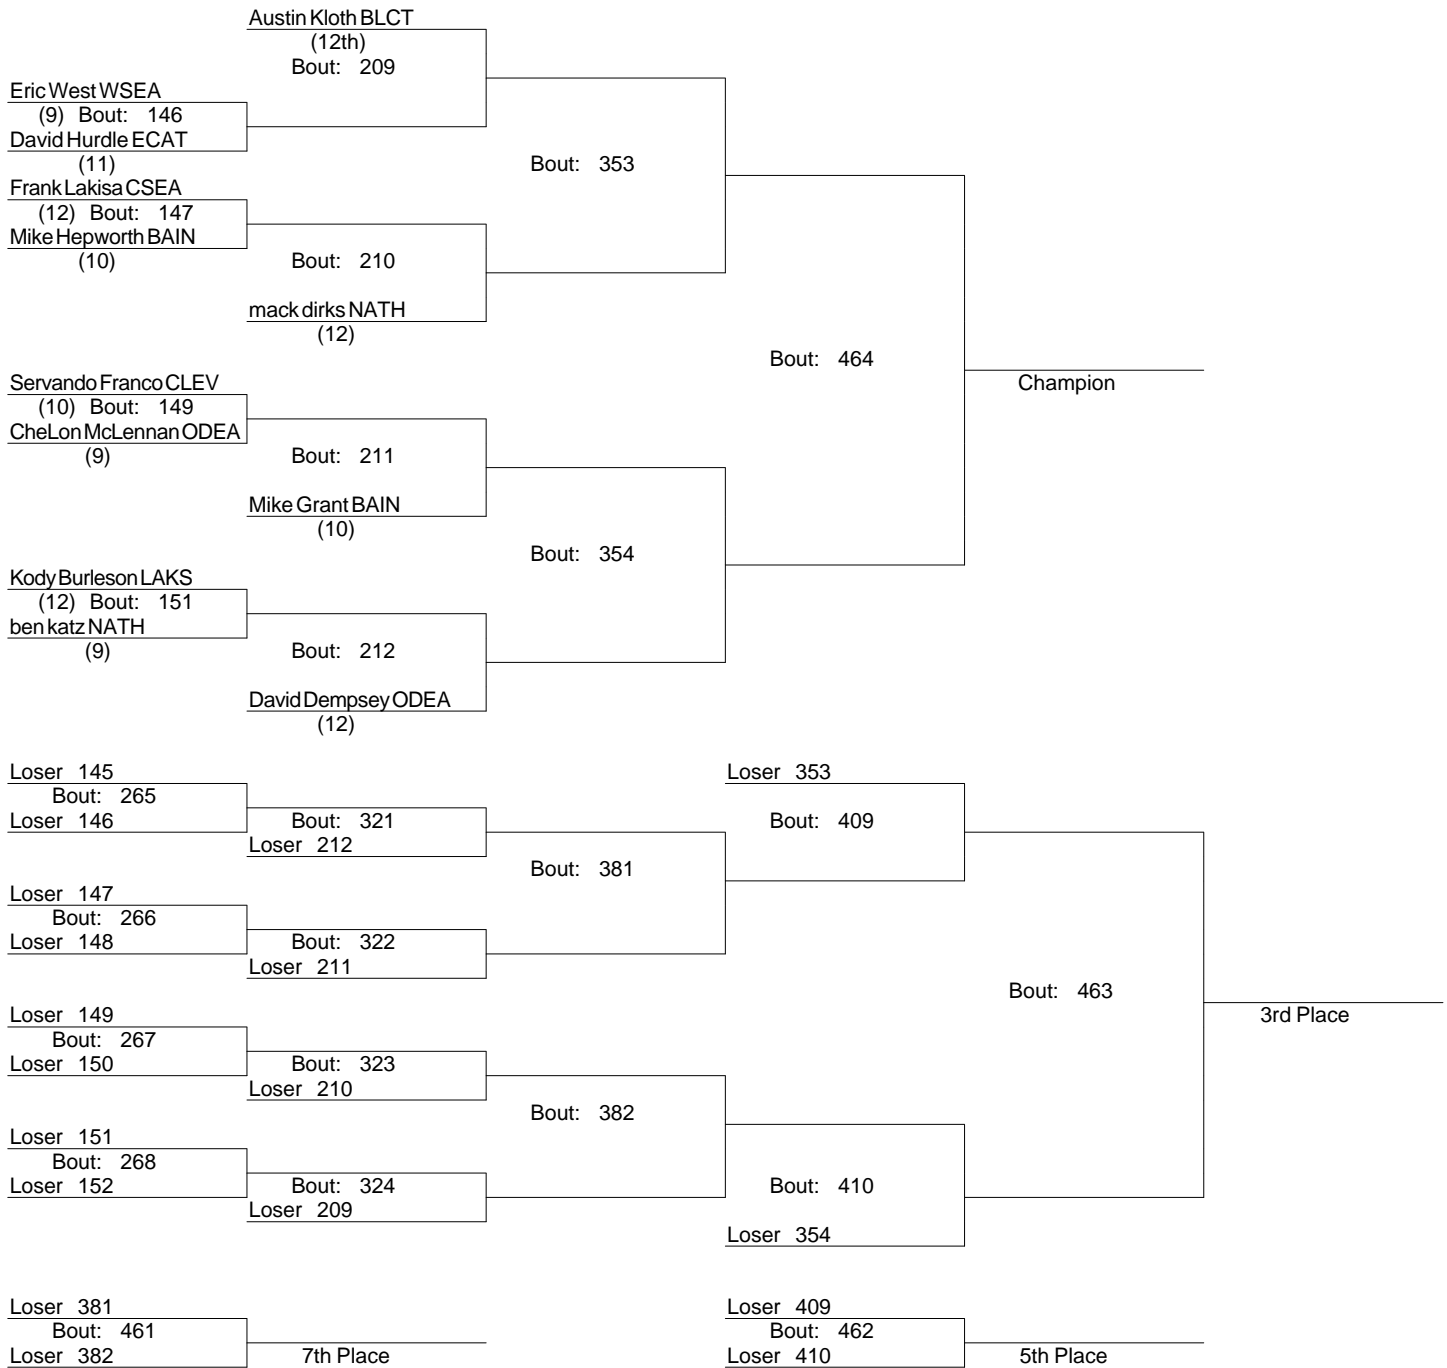 Austin Kloth BLCT
(12th)
Bout: 209
Eric West WSEA
(9) Bout: 146
David Hurdle ECAT
(11)
Bout: 353
Frank Lakisa CSEA
(12) Bout: 147
Mike Hepworth BAIN
(10)
Bout: 210
mack dirks NATH
(12)
Bout: 464
Champion
Servando Franco CLEV
(10) Bout: 149
CheLon McLennan ODEA
(9)
Bout: 211
Mike Grant BAIN
(10)
Bout: 354
Kody Burleson LAKS
(12) Bout: 151
ben katz NATH
(9)
Bout: 212
David Dempsey ODEA
(12)
Loser 145
Bout: 265
Loser 146
Bout: 321
Loser 212
Bout: 381
Loser 353
Bout: 409
Loser 147
Bout: 266
Loser 148
Bout: 322
Loser 211
Bout: 463
3rd Place
Loser 149
Bout: 267
Loser 150
Bout: 323
Loser 210
Bout: 382
Loser 151
Bout: 268
Loser 152
Bout: 324
Loser 209
Bout: 410
Loser 354
Loser 381
Bout: 461
Loser 382
7th Place
Loser 409
Bout: 462
Loser 410
5th Place